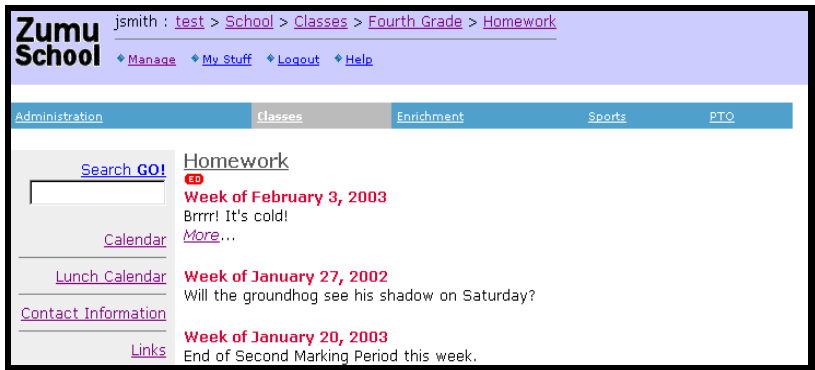 Zumu
School
jsmith : test > School > Classes > Fourth Grade > Homework
Manage My Stuff Logout Help
Administration Classes Enrichment Sports PTO
Search GO!
Calendar
Lunch Calendar
Contact Information
Links
Homework
ED
Week of February 3, 2003
Brrrr! It's cold!
More...
Week of January 27, 2002
Will the groundhog see his shadow on Saturday?
Week of January 20, 2003
End of Second Marking Period this week.